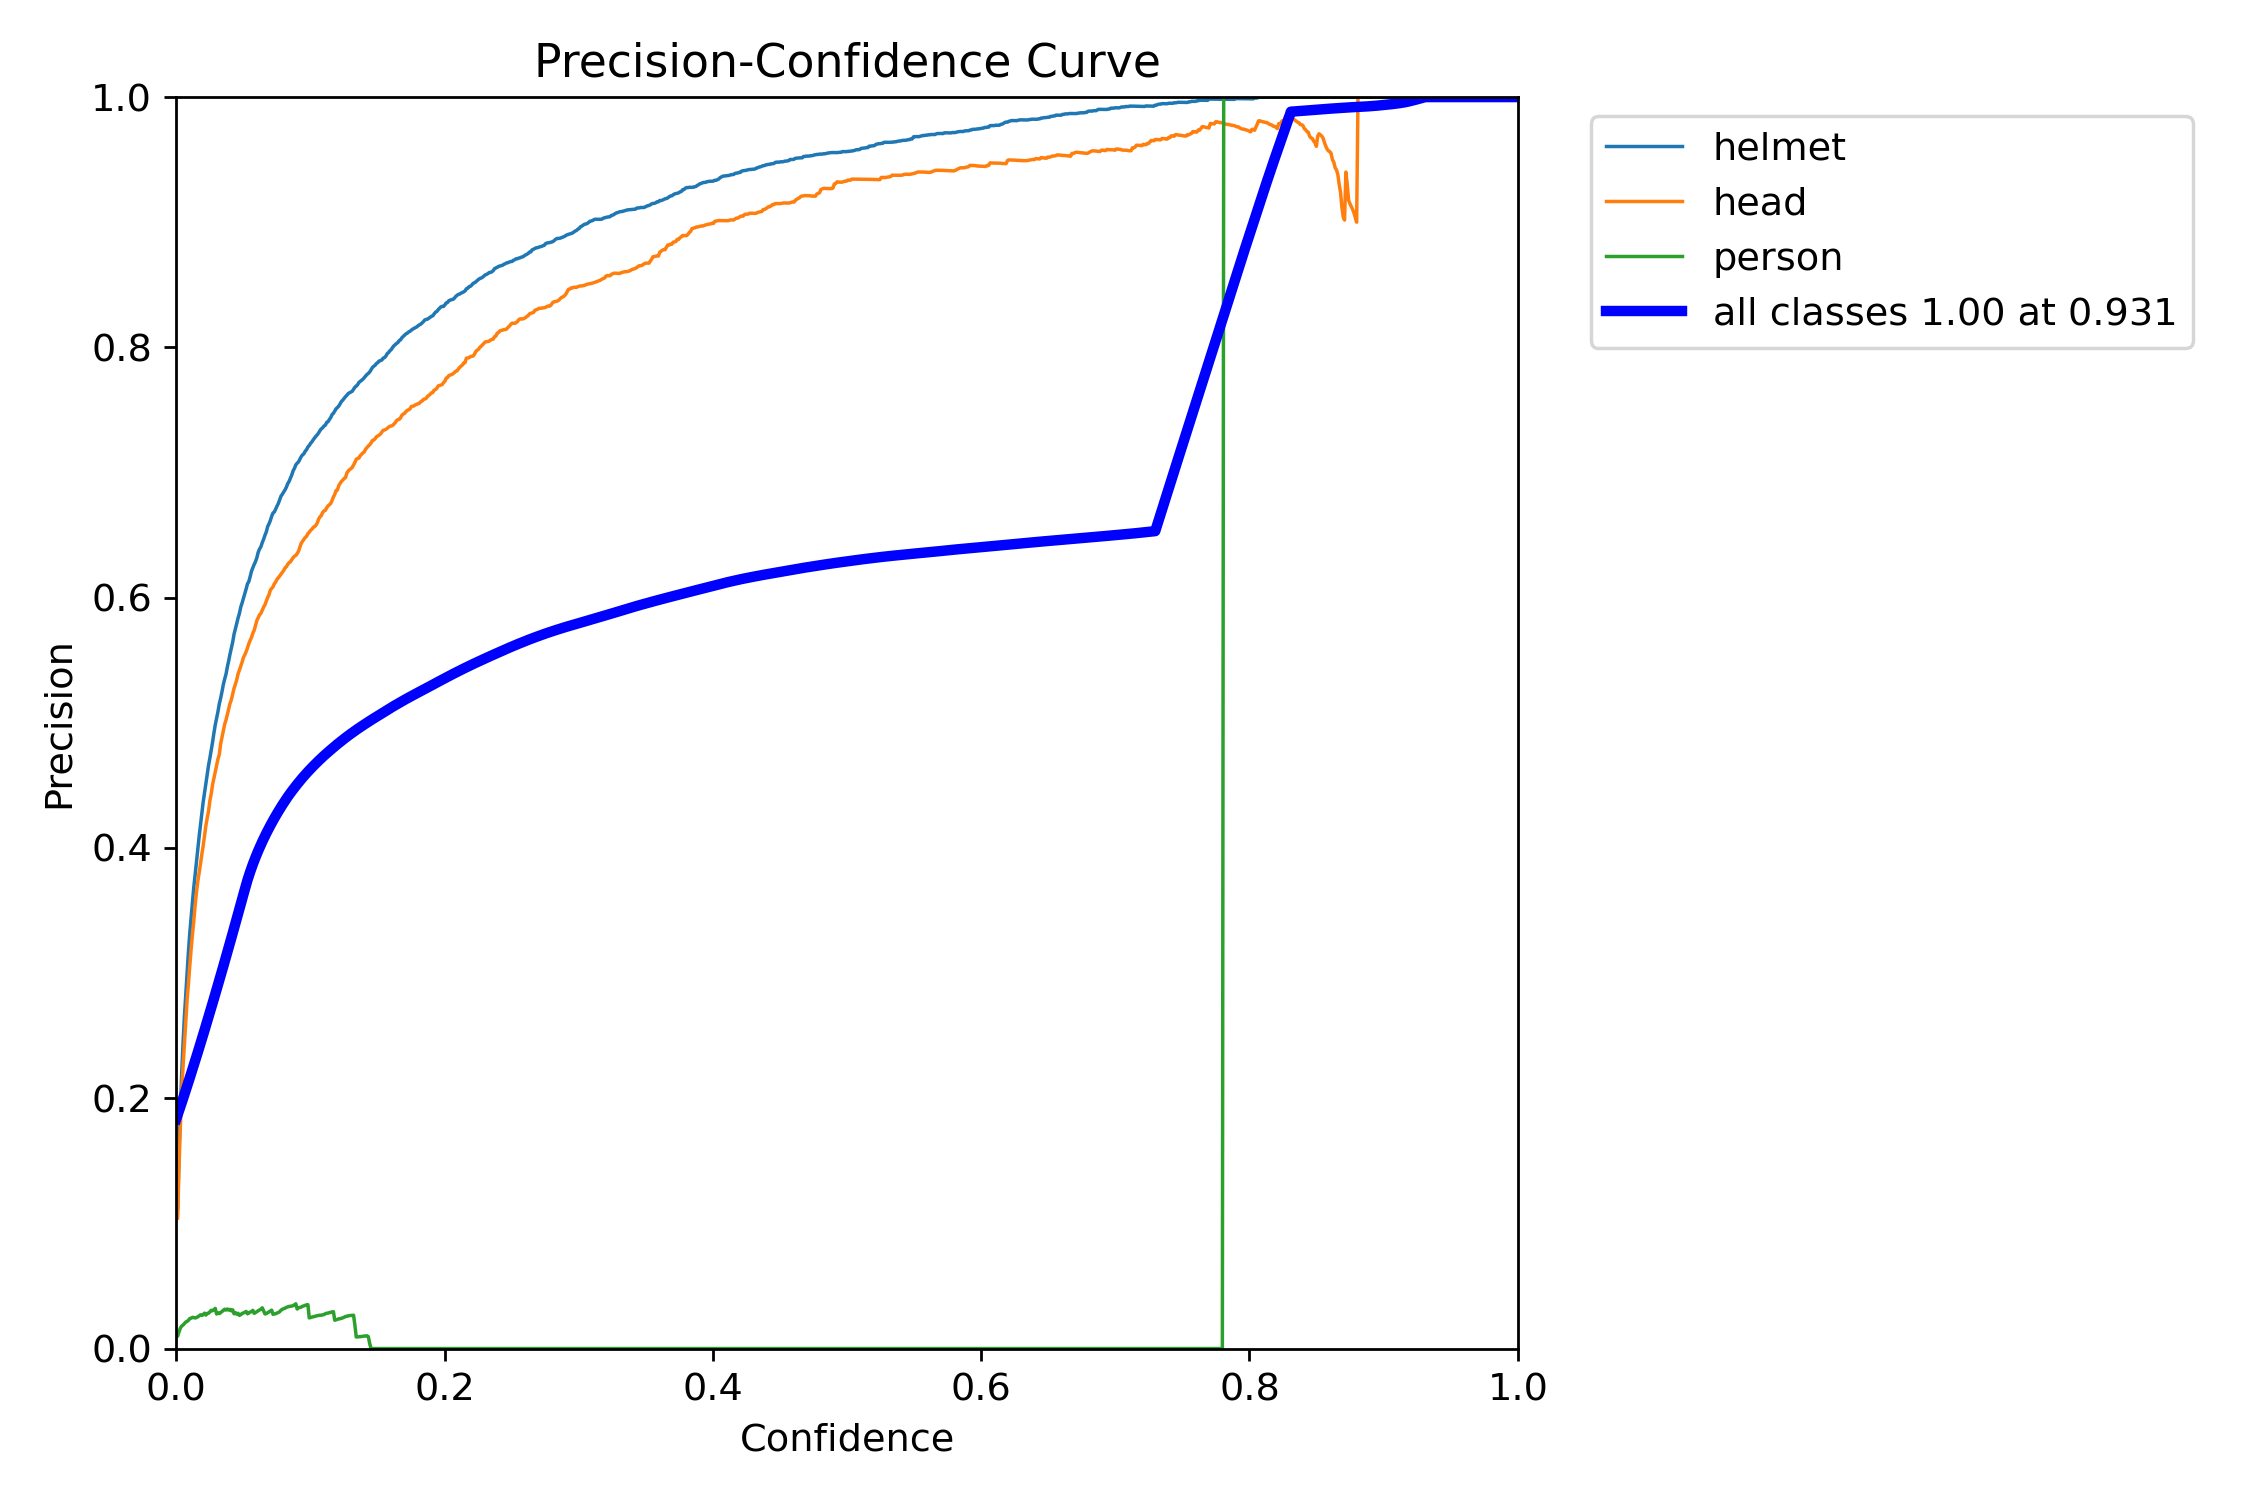 Precision-Confidence Curve
1.0
0.8
0.6
0.4
0.2
0.0
Precision
0.0 0.2 0.4 0.6 0.8 1.0
Confidence
helmet
head
person
all classes 1.00 at 0.931